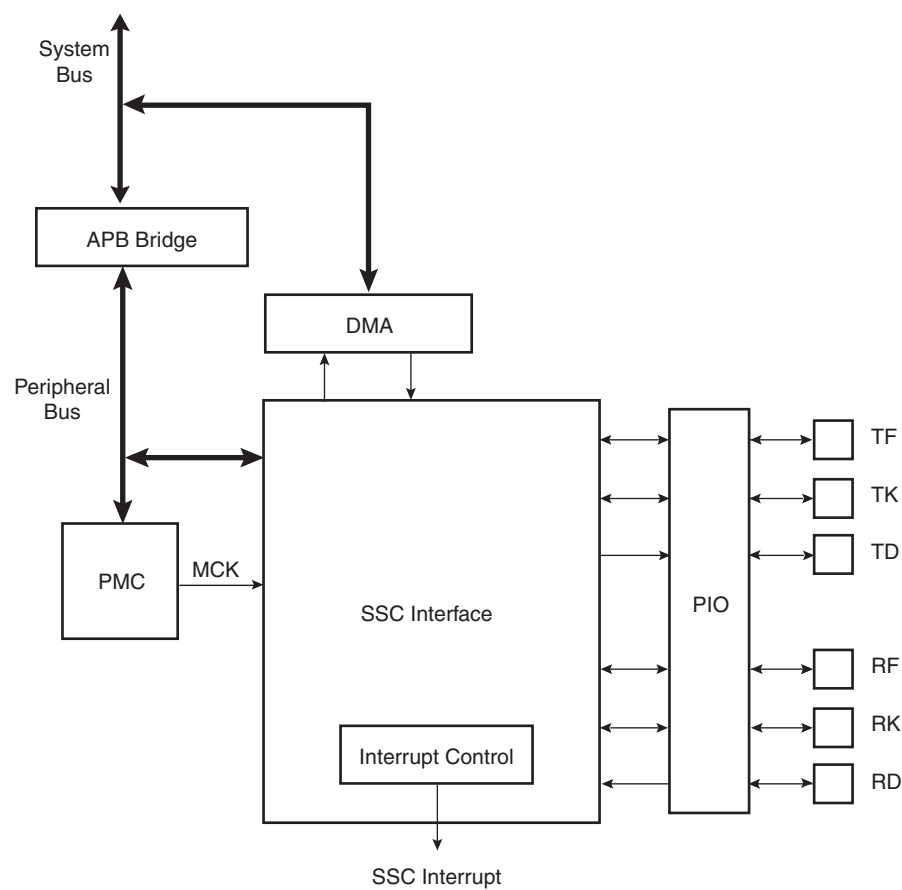 System
Bus
APB Bridge
DMA
Peripheral
Bus
TF
TK
TD
PMC
MCK
SSC Interface
PIO
RF
RK
RD
Interrupt Control
SSC Interrupt